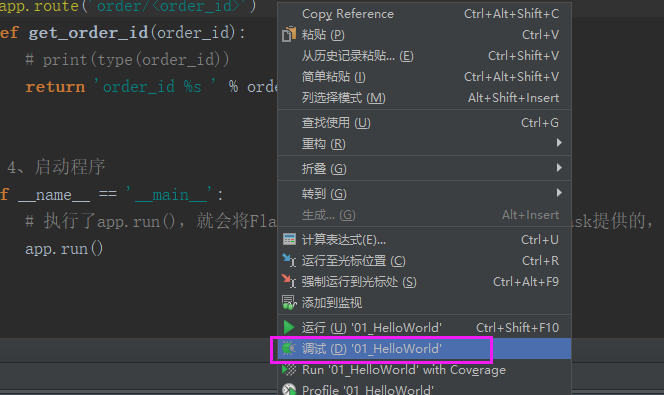 app.route('order/<order_id>')
ef get_order_id(order_id):
# print(type(order_id))
return 'order_id %s ' % orde
4、启动程序
f __name__ == '__main__':
# 执行了app.run(), 就会将Fla
ask提供的,
app.run()
Copy Reference Ctrl+Alt+Shift+C
粘贴 (P) Ctrl+V
从历史记录粘贴... (E) Ctrl+Shift+V
简单粘贴 (I) Ctrl+Alt+Shift+V
列选择模式 (M) Alt+Shift+Insert
查找使用 (U) Ctrl+G
重构 (R)
折叠 (G)
转到 (G)
生成... (G) Alt+Insert
计算表达式(E)... Ctrl+U
运行至光标位置 (C) Ctrl+R
强制运行到光标处 (S) Ctrl+Alt+F9
添加到监视
运行 (U) '01_HelloWorld' Ctrl+Shift+F10
调试 (D) '01_HelloWorld'
Run '01_HelloWorld' with Coverage
Profile '01_HelloWorld'